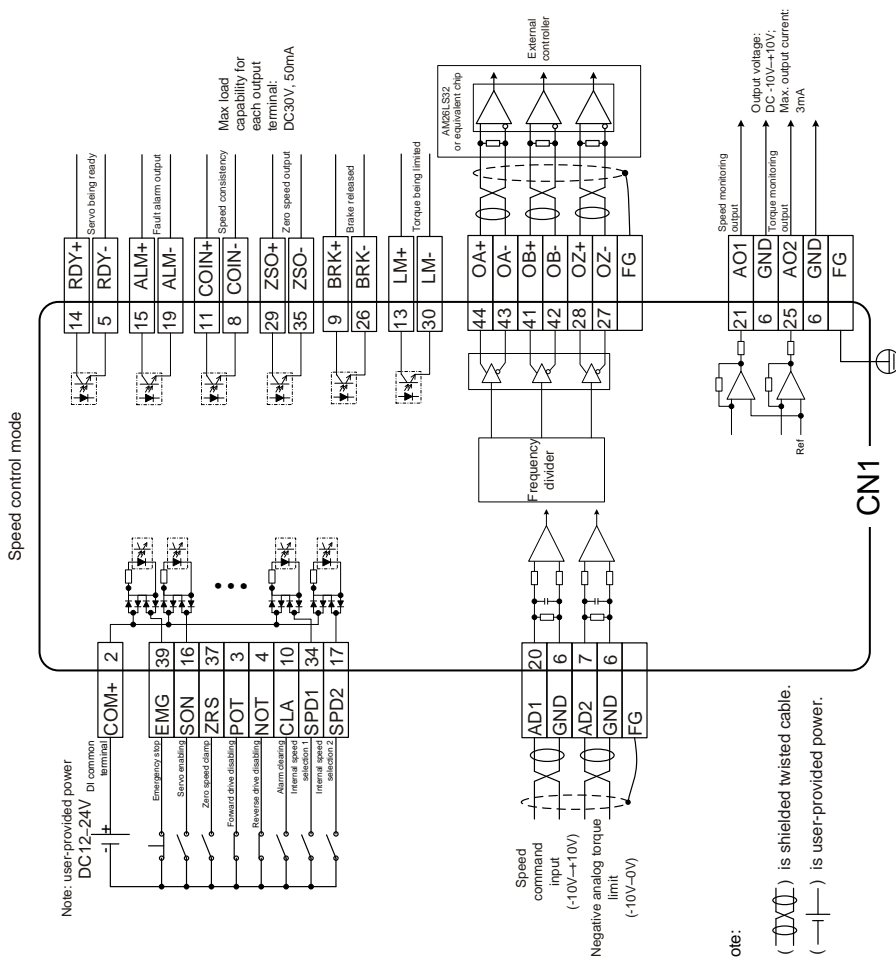 Speed control mode
Note: user-provided power
DC12–24V
DI common
terminal
COM+ 2
Emergency stop
EMG 39
Servo enabling
SON 16
Zero speed clamp
ZRS 37
Forward drive disabling
POT 3
Reverse drive disabling
NOT 4
Alarm clearing
CLA 10
Internal speed
selection 1
SPD1 34
Internal speed
selection 2
SPD2 17
Speed
command
input
(-10V–+10V)
AD1 20
GND 6
Negative analog torque
limit
(-10V–0V)
AD2 7
GND 6
FG
Frequency
divider
14 RDY+
5 RDY-
Servo being ready
15 ALM+
19 ALM-
Fault alarm output
11 COIN+
8 COIN-
Speed consistency
29 ZSO+
35 ZSO-
Zero speed output
9 BRK+
26 BRK-
Brake released
13 LM+
30 LM-
Torque being limited
Max load
capability for
each output
terminal:
DC30V, 50mA
44 OA+
43 OA-
41 OB+
42 OB-
28 OZ+
27 OZ-
FG
AM26LS32
or equivalent chip
External
controller
Ref
21 AO1
6 GND
25 AO2
6 GND
FG
Speed monitoring
output
Torque monitoring
output
Output voltage:
DC -10V–+10V;
Max. output current:
3mA
CN1
ote:
( ) is shielded twisted cable.
( ) is user-provided power.